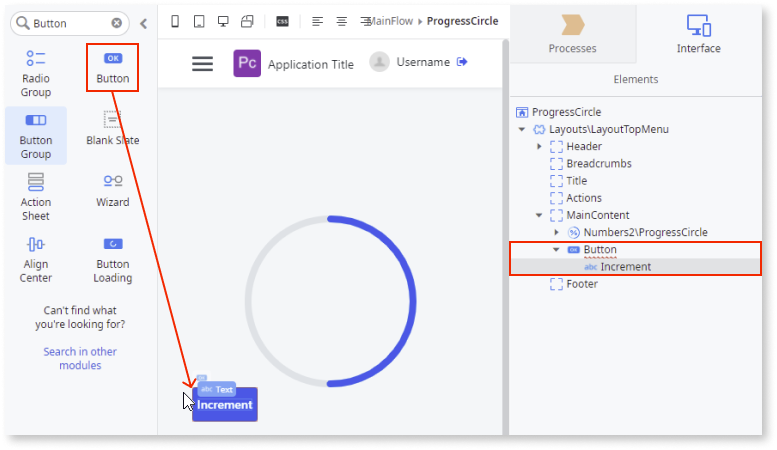 Button
Radio
Group
OK
Button
Button
Group
Blank Slate
Action
Sheet
Wizard
Align
Center
Button
Loading
Can't find what
you're looking for?
Search in other
modules
CSS
MainFlow ▸ ProgressCircle
Pc Application Title
Username
abc Text
Increment
Processes
Interface
Elements
ProgressCircle
Layouts\LayoutTopMenu
Header
Breadcrumbs
Title
Actions
MainContent
Numbers2\ProgressCircle
OK Button
abc Increment
Footer